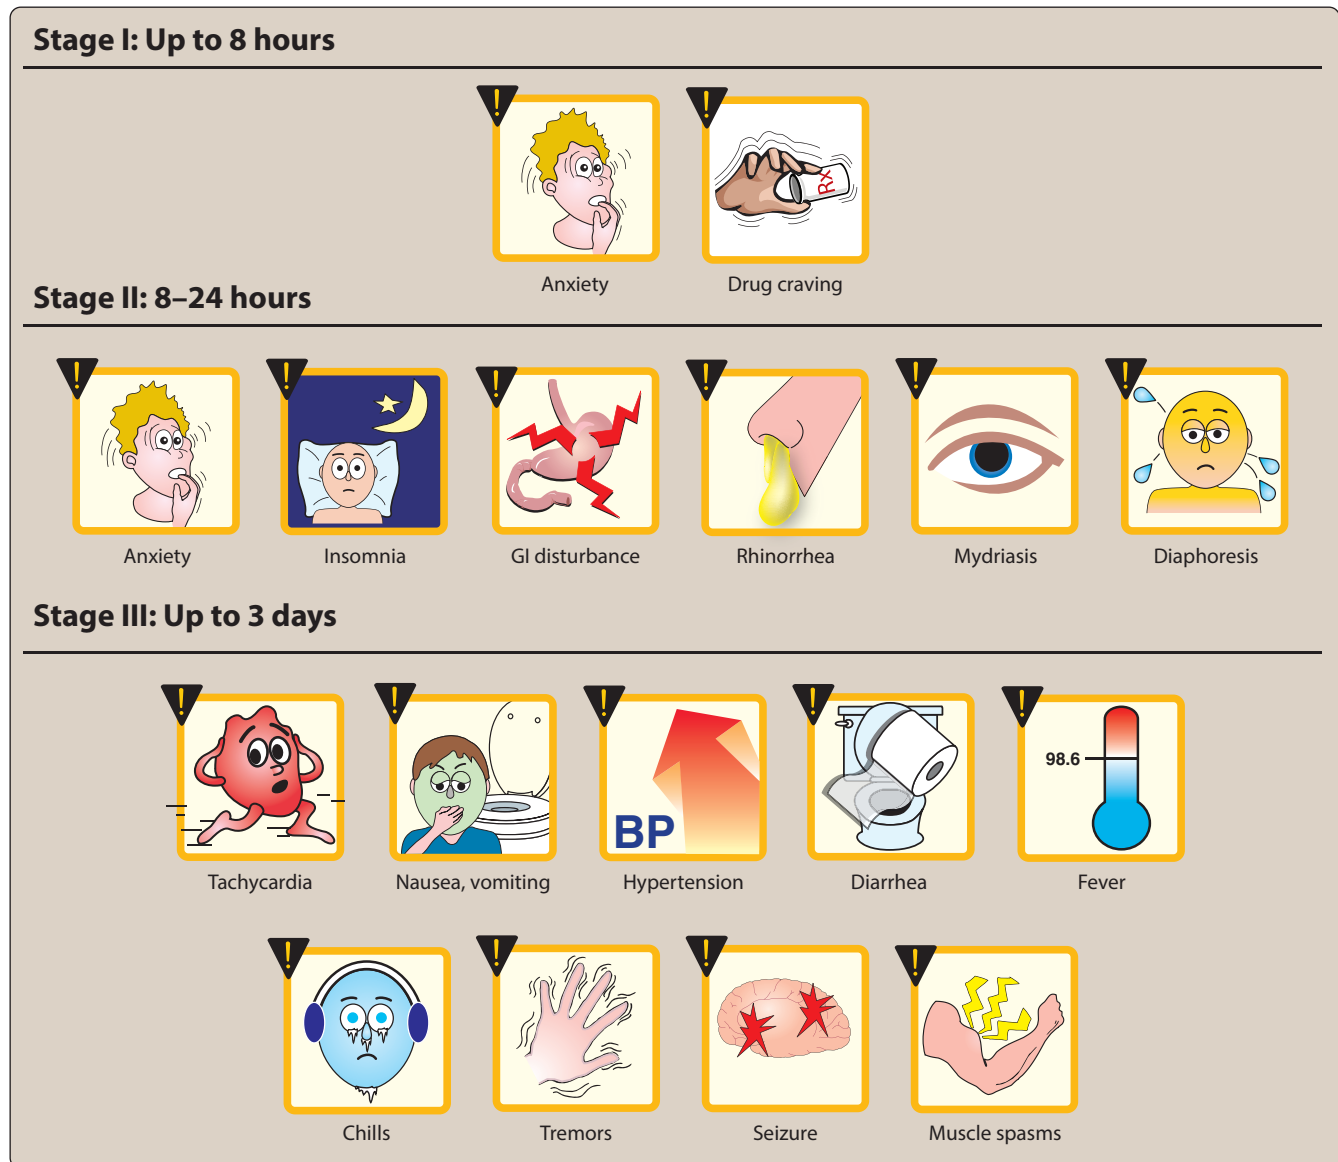 Stage I: Up to 8 hours
!
!
Rx
Anxiety
Drug craving
Stage II: 8–24 hours
!
!
!
!
!
!
Anxiety
Insomnia
GI disturbance
Rhinorrhea
Mydriasis
Diaphoresis
Stage III: Up to 3 days
!
!
!
!
!
98.6
BP
Tachycardia
Nausea, vomiting
Hypertension
Diarrhea
Fever
!
!
!
!
Chills
Tremors
Seizure
Muscle spasms